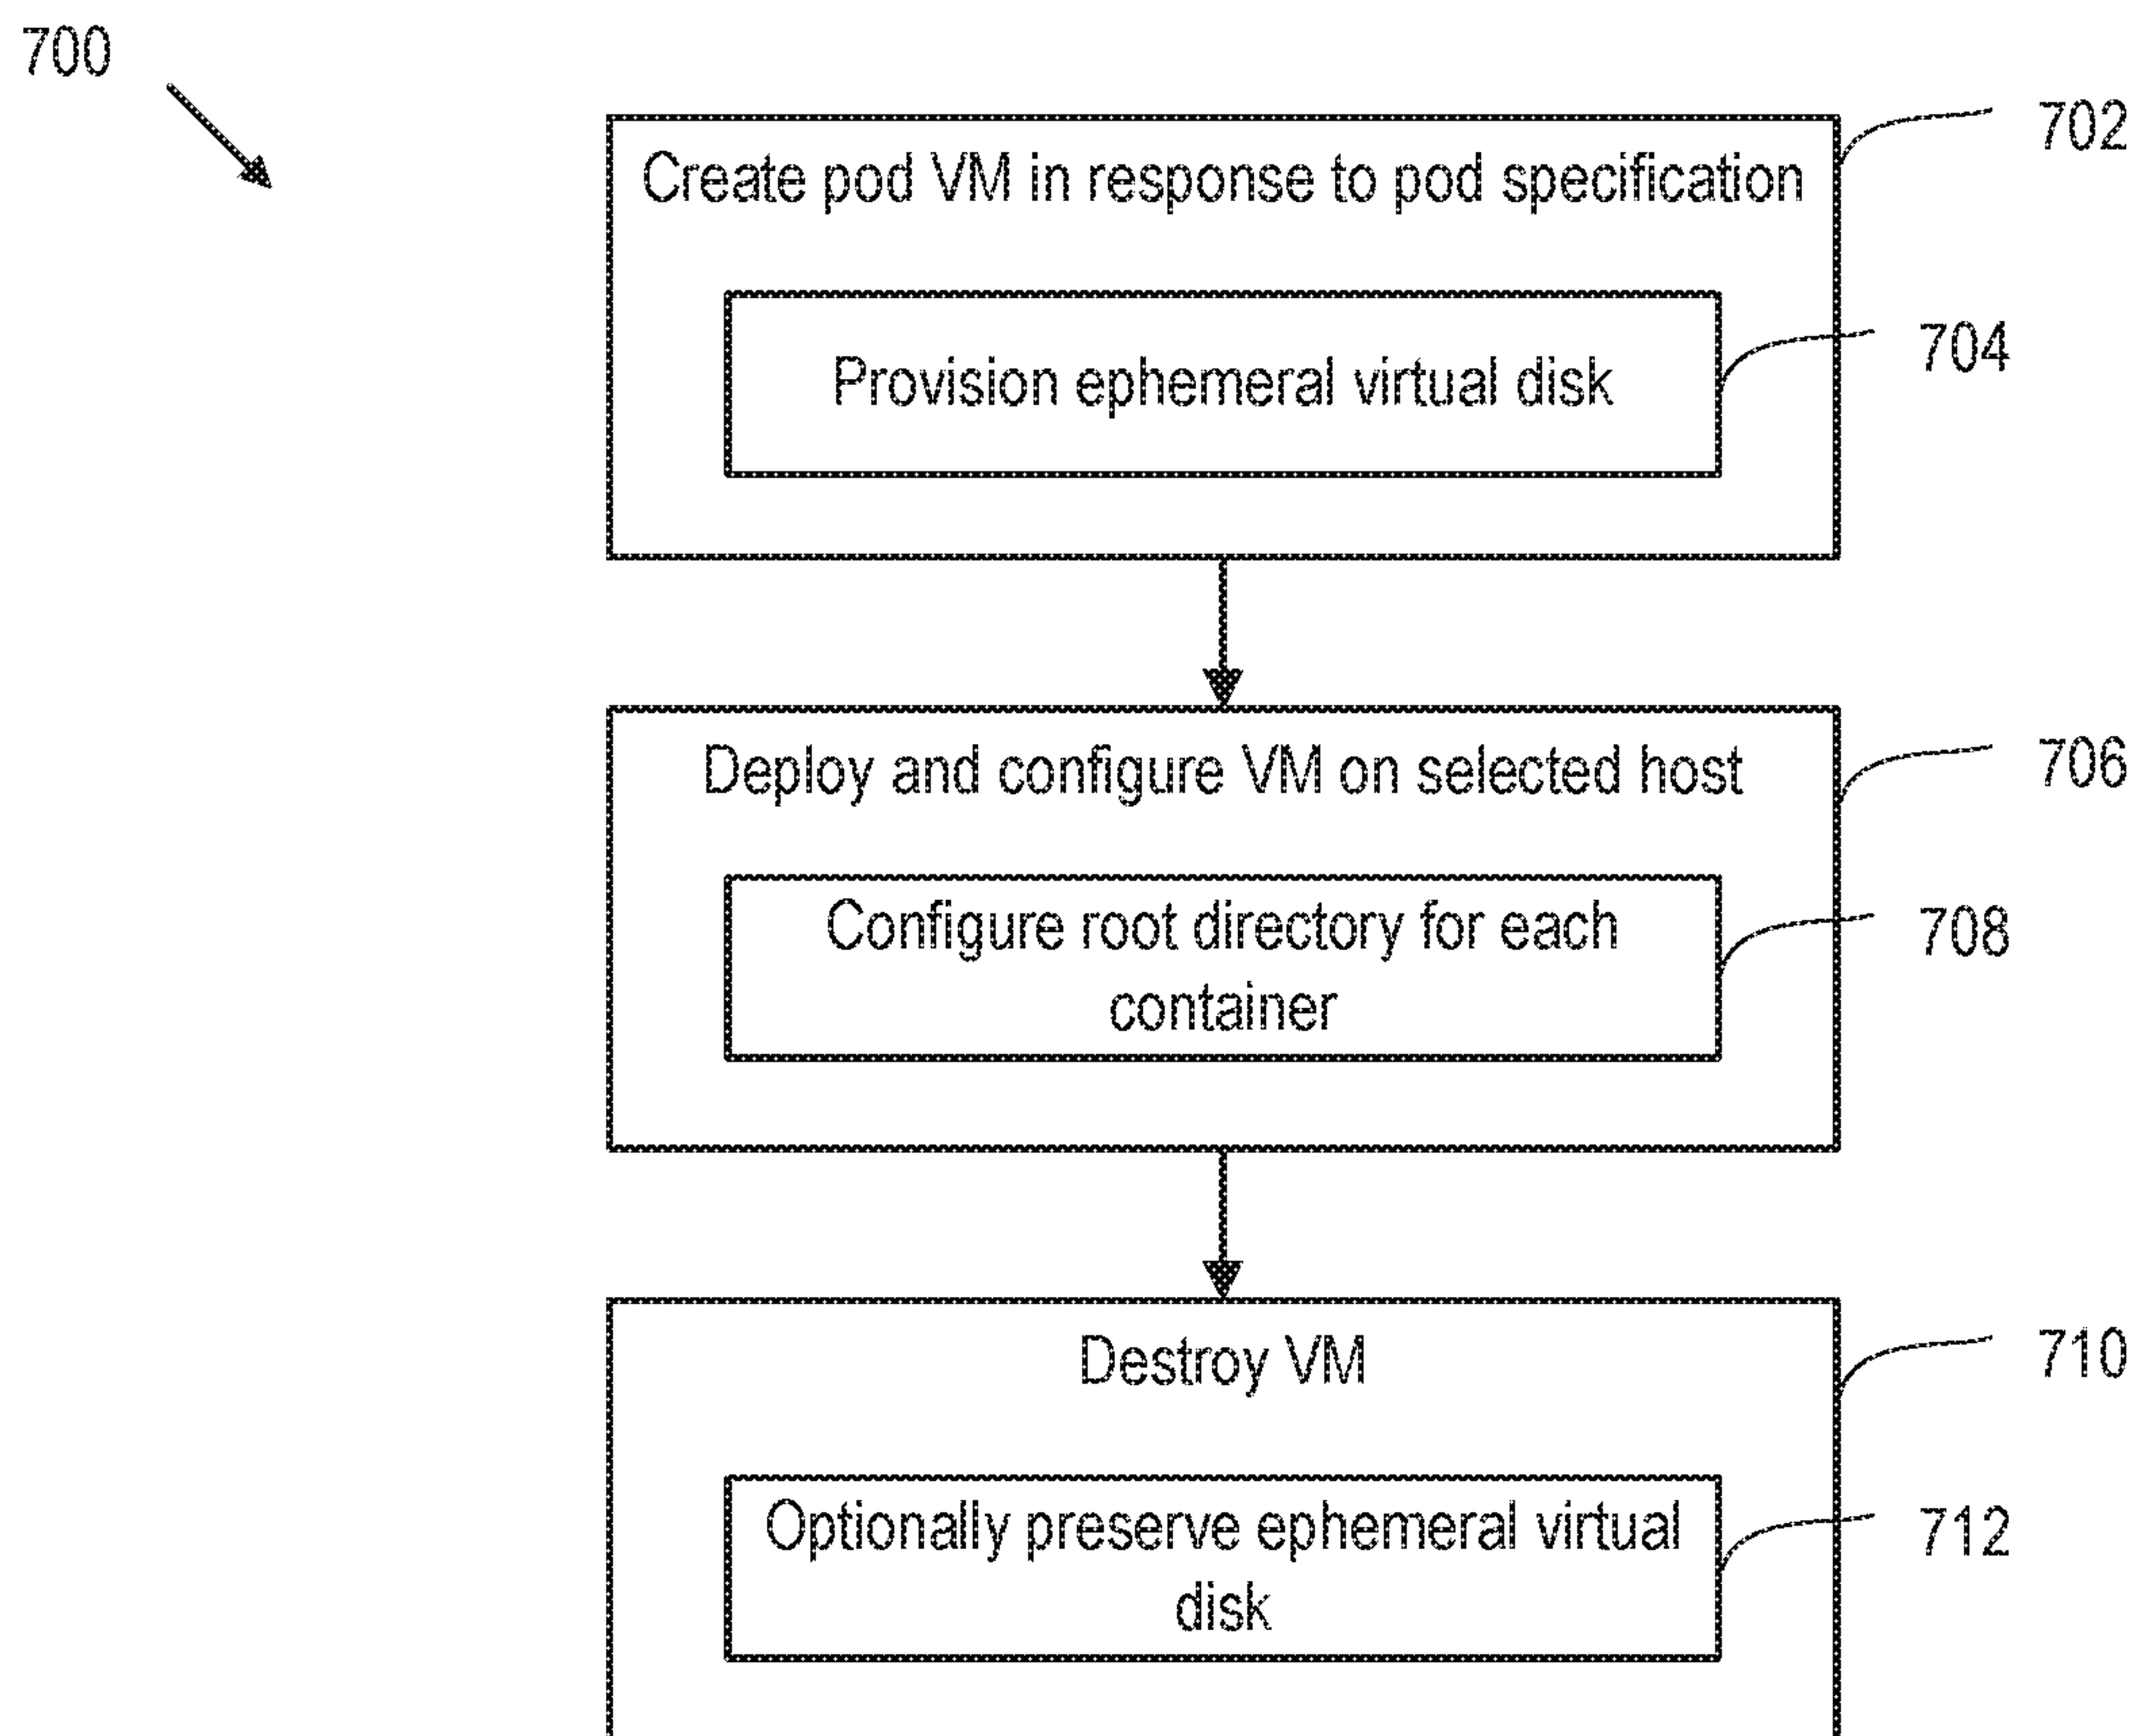 700
702
Create pod VM in response to pod specification
704
Provision ephemeral virtual disk
706
Deploy and configure VM on selected host
708
Configure root directory for each
container
710
Destroy VM
712
Optionally preserve ephemeral virtual
disk